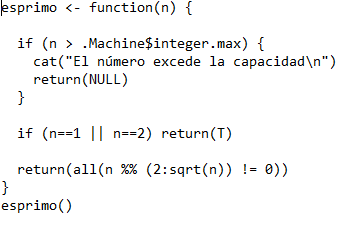 esprimo <- function(n) {
  if (n > .Machine$integer.max) {
    cat("El número excede la capacidad\n")
    return(NULL)
  }
  if (n==1 || n==2) return(T)
  return(all(n %% (2:sqrt(n)) != 0))
}
esprimo()